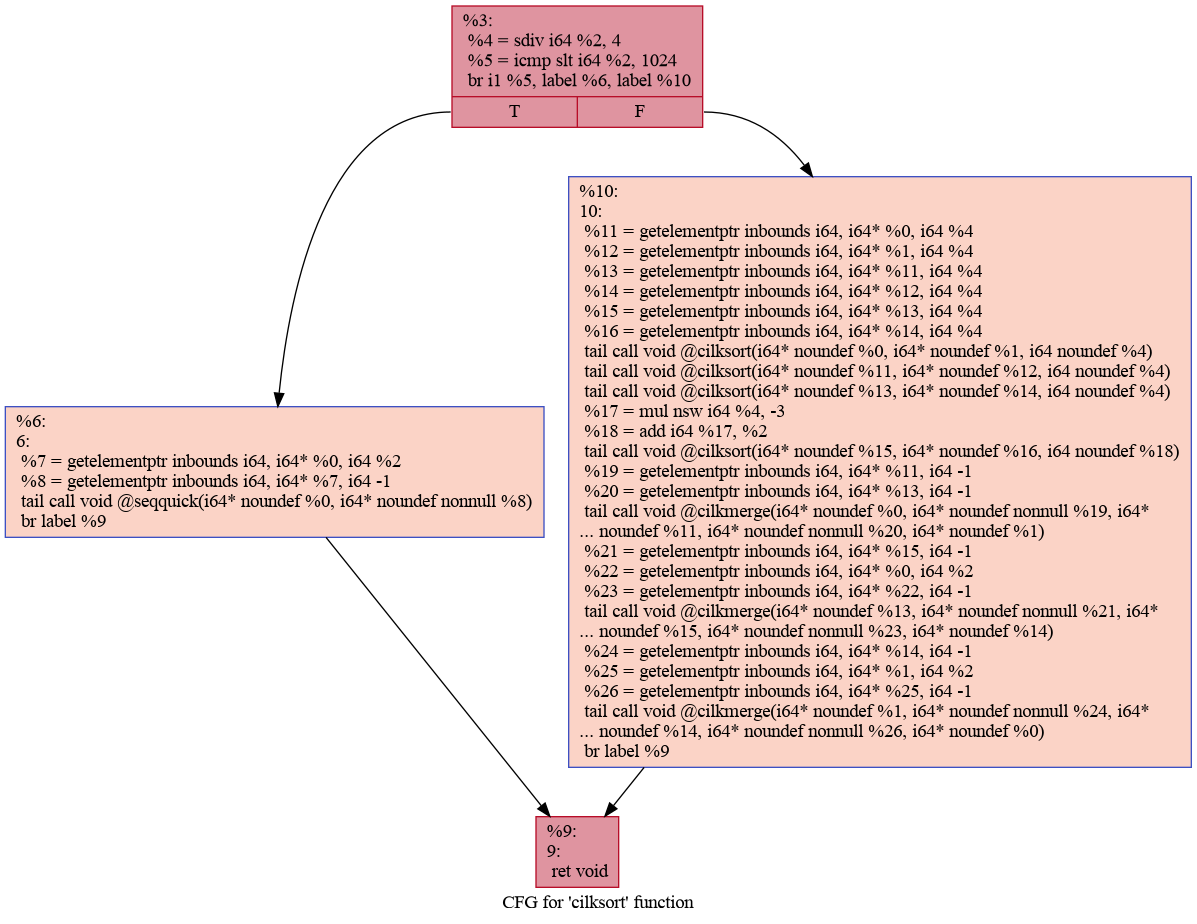 %3:
%4 = sdiv i64 %2, 4
%5 = icmp slt i64 %2, 1024
br i1 %5, label %6, label %10
T
F
%10:
10:
%11 = getelementptr inbounds i64, i64* %0, i64 %4
%12 = getelementptr inbounds i64, i64* %1, i64 %4
%13 = getelementptr inbounds i64, i64* %11, i64 %4
%14 = getelementptr inbounds i64, i64* %12, i64 %4
%15 = getelementptr inbounds i64, i64* %13, i64 %4
%16 = getelementptr inbounds i64, i64* %14, i64 %4
tail call void @cilksort(i64* noundef %0, i64* noundef %1, i64 noundef %4)
tail call void @cilksort(i64* noundef %11, i64* noundef %12, i64 noundef %4)
tail call void @cilksort(i64* noundef %13, i64* noundef %14, i64 noundef %4)
%17 = mul nsw i64 %4, -3
%18 = add i64 %17, %2
tail call void @cilksort(i64* noundef %15, i64* noundef %16, i64 noundef %18)
%19 = getelementptr inbounds i64, i64* %11, i64 -1
%20 = getelementptr inbounds i64, i64* %13, i64 -1
tail call void @cilkmerge(i64* noundef %0, i64* noundef nonnull %19, i64*
... noundef %11, i64* noundef nonnull %20, i64* noundef %1)
%21 = getelementptr inbounds i64, i64* %15, i64 -1
%22 = getelementptr inbounds i64, i64* %0, i64 %2
%23 = getelementptr inbounds i64, i64* %22, i64 -1
tail call void @cilkmerge(i64* noundef %13, i64* noundef nonnull %21, i64*
... noundef %15, i64* noundef nonnull %23, i64* noundef %14)
%24 = getelementptr inbounds i64, i64* %14, i64 -1
%25 = getelementptr inbounds i64, i64* %1, i64 %2
%26 = getelementptr inbounds i64, i64* %25, i64 -1
tail call void @cilkmerge(i64* noundef %1, i64* noundef nonnull %24, i64*
... noundef %14, i64* noundef nonnull %26, i64* noundef %0)
br label %9
%6:
6:
%7 = getelementptr inbounds i64, i64* %0, i64 %2
%8 = getelementptr inbounds i64, i64* %7, i64 -1
tail call void @seqquick(i64* noundef %0, i64* noundef nonnull %8)
br label %9
%9:
9:
ret void
CFG for 'cilksort' function